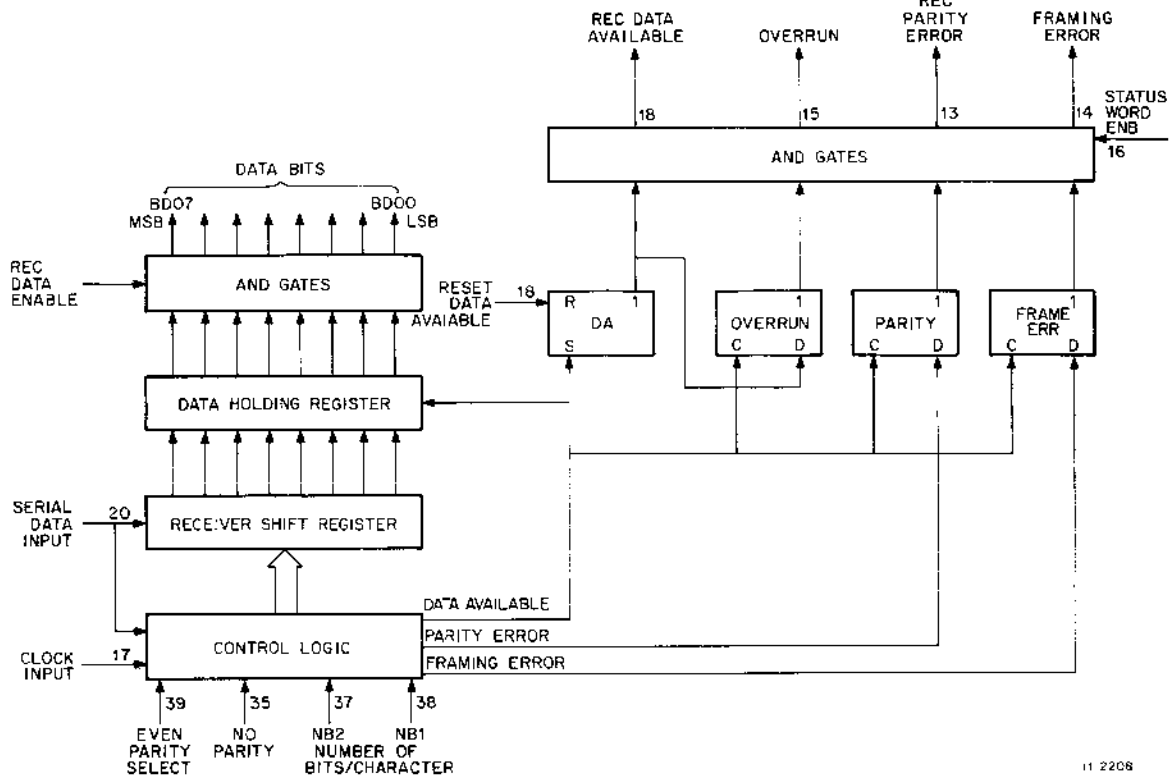 REC DATA
AVAILABLE
OVERRUN
REC
PARITY
ERROR
FRAMING
ERROR
18
15
13
14
STATUS
WORD
ENB
16
AND GATES
DATA BITS
BD07
MSB
BD00
LSB
REC
DATA
ENABLE
AND GATES
RESET
DATA
AVAIABLE
18
R
1
DA
S
1
OVERRUN
C
D
1
PARITY
C
D
1
FRAME
ERR
C
D
DATA HOLDING REGISTER
SERIAL
DATA
INPUT
20
RECEIVER SHIFT REGISTER
DATA AVAILABLE
PARITY ERROR
FRAMING ERROR
CONTROL LOGIC
CLOCK
INPUT
17
39
35
37
38
EVEN
PARITY
SELECT
NO
PARITY
NB2
NB1
NUMBER OF
BITS/CHARACTER
11 2206